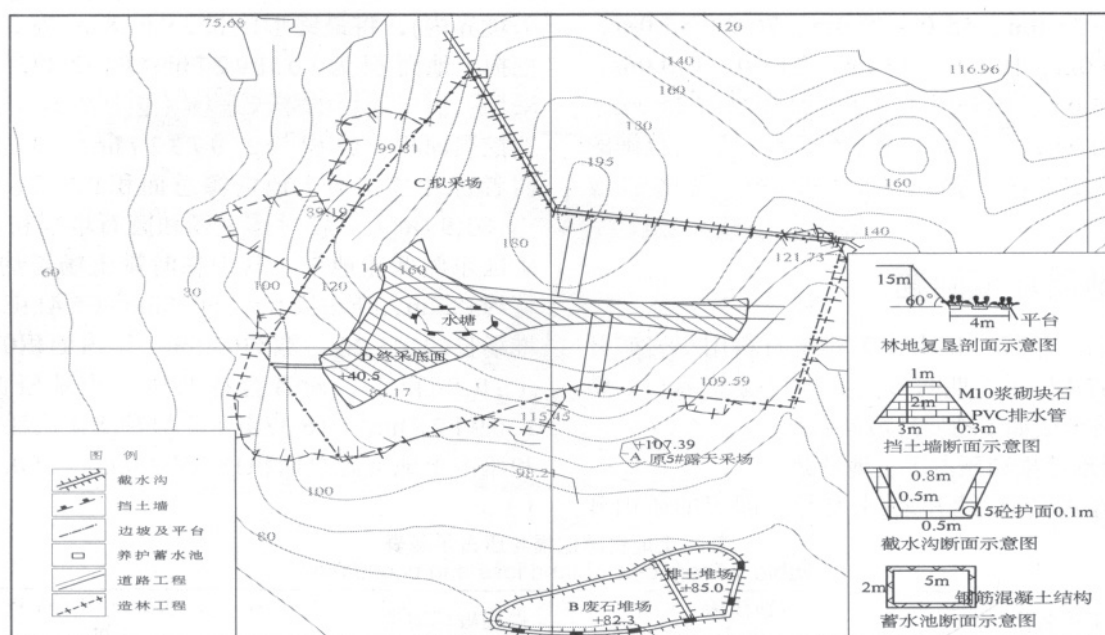 75.68
120
140
116.96
160
180
99.81
C 拟采场
195
160
39.19
180
140
121.73
60
140
160
30
100
120
水塘
D 终采底面
+40.5
84.17
109.59
115.45
+107.39
A 原5#露天采场
98.21
100
80
排土堆场
+85.0
B 废石堆场
+82.3
图 例
截水沟
挡土墙
边坡及平台
养护蓄水池
道路工程
造林工程
15m
60°
4m
平台
林地复垦剖面示意图
1m
2m
M10浆砌块石
PVC排水管
3m
0.3m
挡土墙断面示意图
0.8m
0.5m
C15砼护面0.1m
0.5m
截水沟断面示意图
2m
5m
钢筋混凝土结构
蓄水池断面示意图